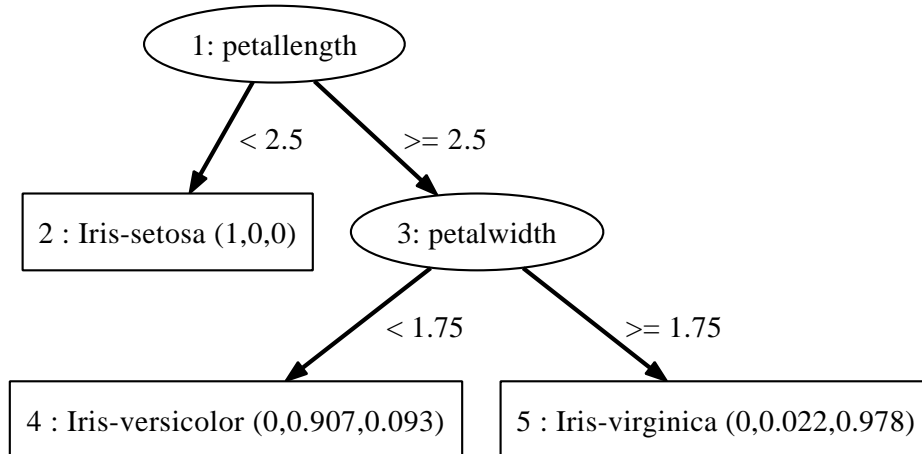 1: petallength
< 2.5
>= 2.5
2 : Iris-setosa (1,0,0)
3: petalwidth
< 1.75
>= 1.75
4 : Iris-versicolor (0,0.907,0.093)
5 : Iris-virginica (0,0.022,0.978)